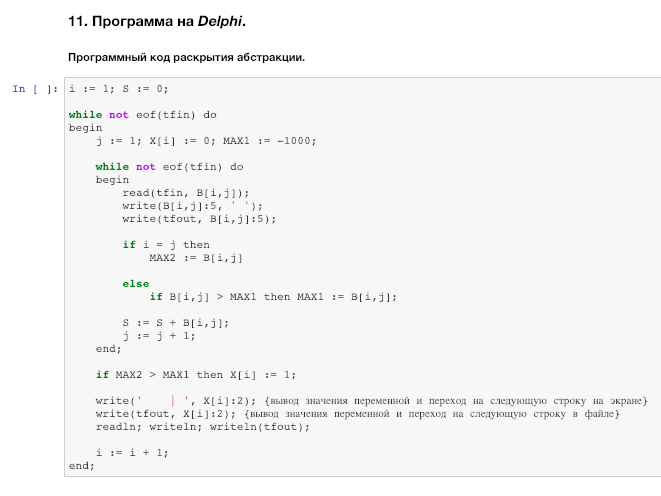 11. Программа на Delphi.
Программный код раскрытия абстракции.
In [ ]: i := 1; S := 0;
while not eof(tfin) do
begin
    j := 1; X[i] := 0; MAX1 := -1000;
    while not eof(tfin) do
    begin
        read(tfin, B[i,j]);
        write(B[i,j]:5, ' ');
        write(tfout, B[i,j]:5);
        if i = j then
            MAX2 := B[i,j]
        else
            if B[i,j] > MAX1 then MAX1 := B[i,j];
        S := S + B[i,j];
        j := j + 1;
    end;
    if MAX2 > MAX1 then X[i] := 1;
    write('    | ', X[i]:2); {вывод значения переменной и переход на следующую строку на экране}
    write(tfout, X[i]:2); {вывод значения переменной и переход на следующую строку в файле}
    readln; writeln; writeln(tfout);
    i := i + 1;
end;